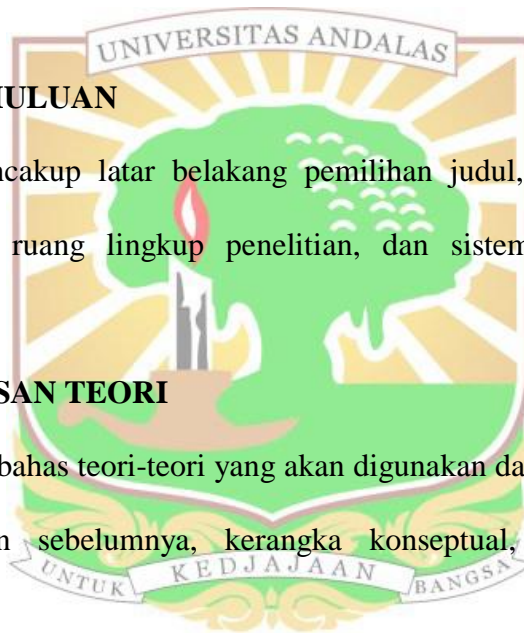 UNIVERSITAS ANDALAS
HULUAN
ncakup latar belakang pemilihan judul,
ruang lingkup penelitian, dan sistem
SAN TEORI
bahas teori-teori yang akan digunakan da
n sebelumnya, kerangka konseptual,
UNTUK KEDJAJAAN BANGSA